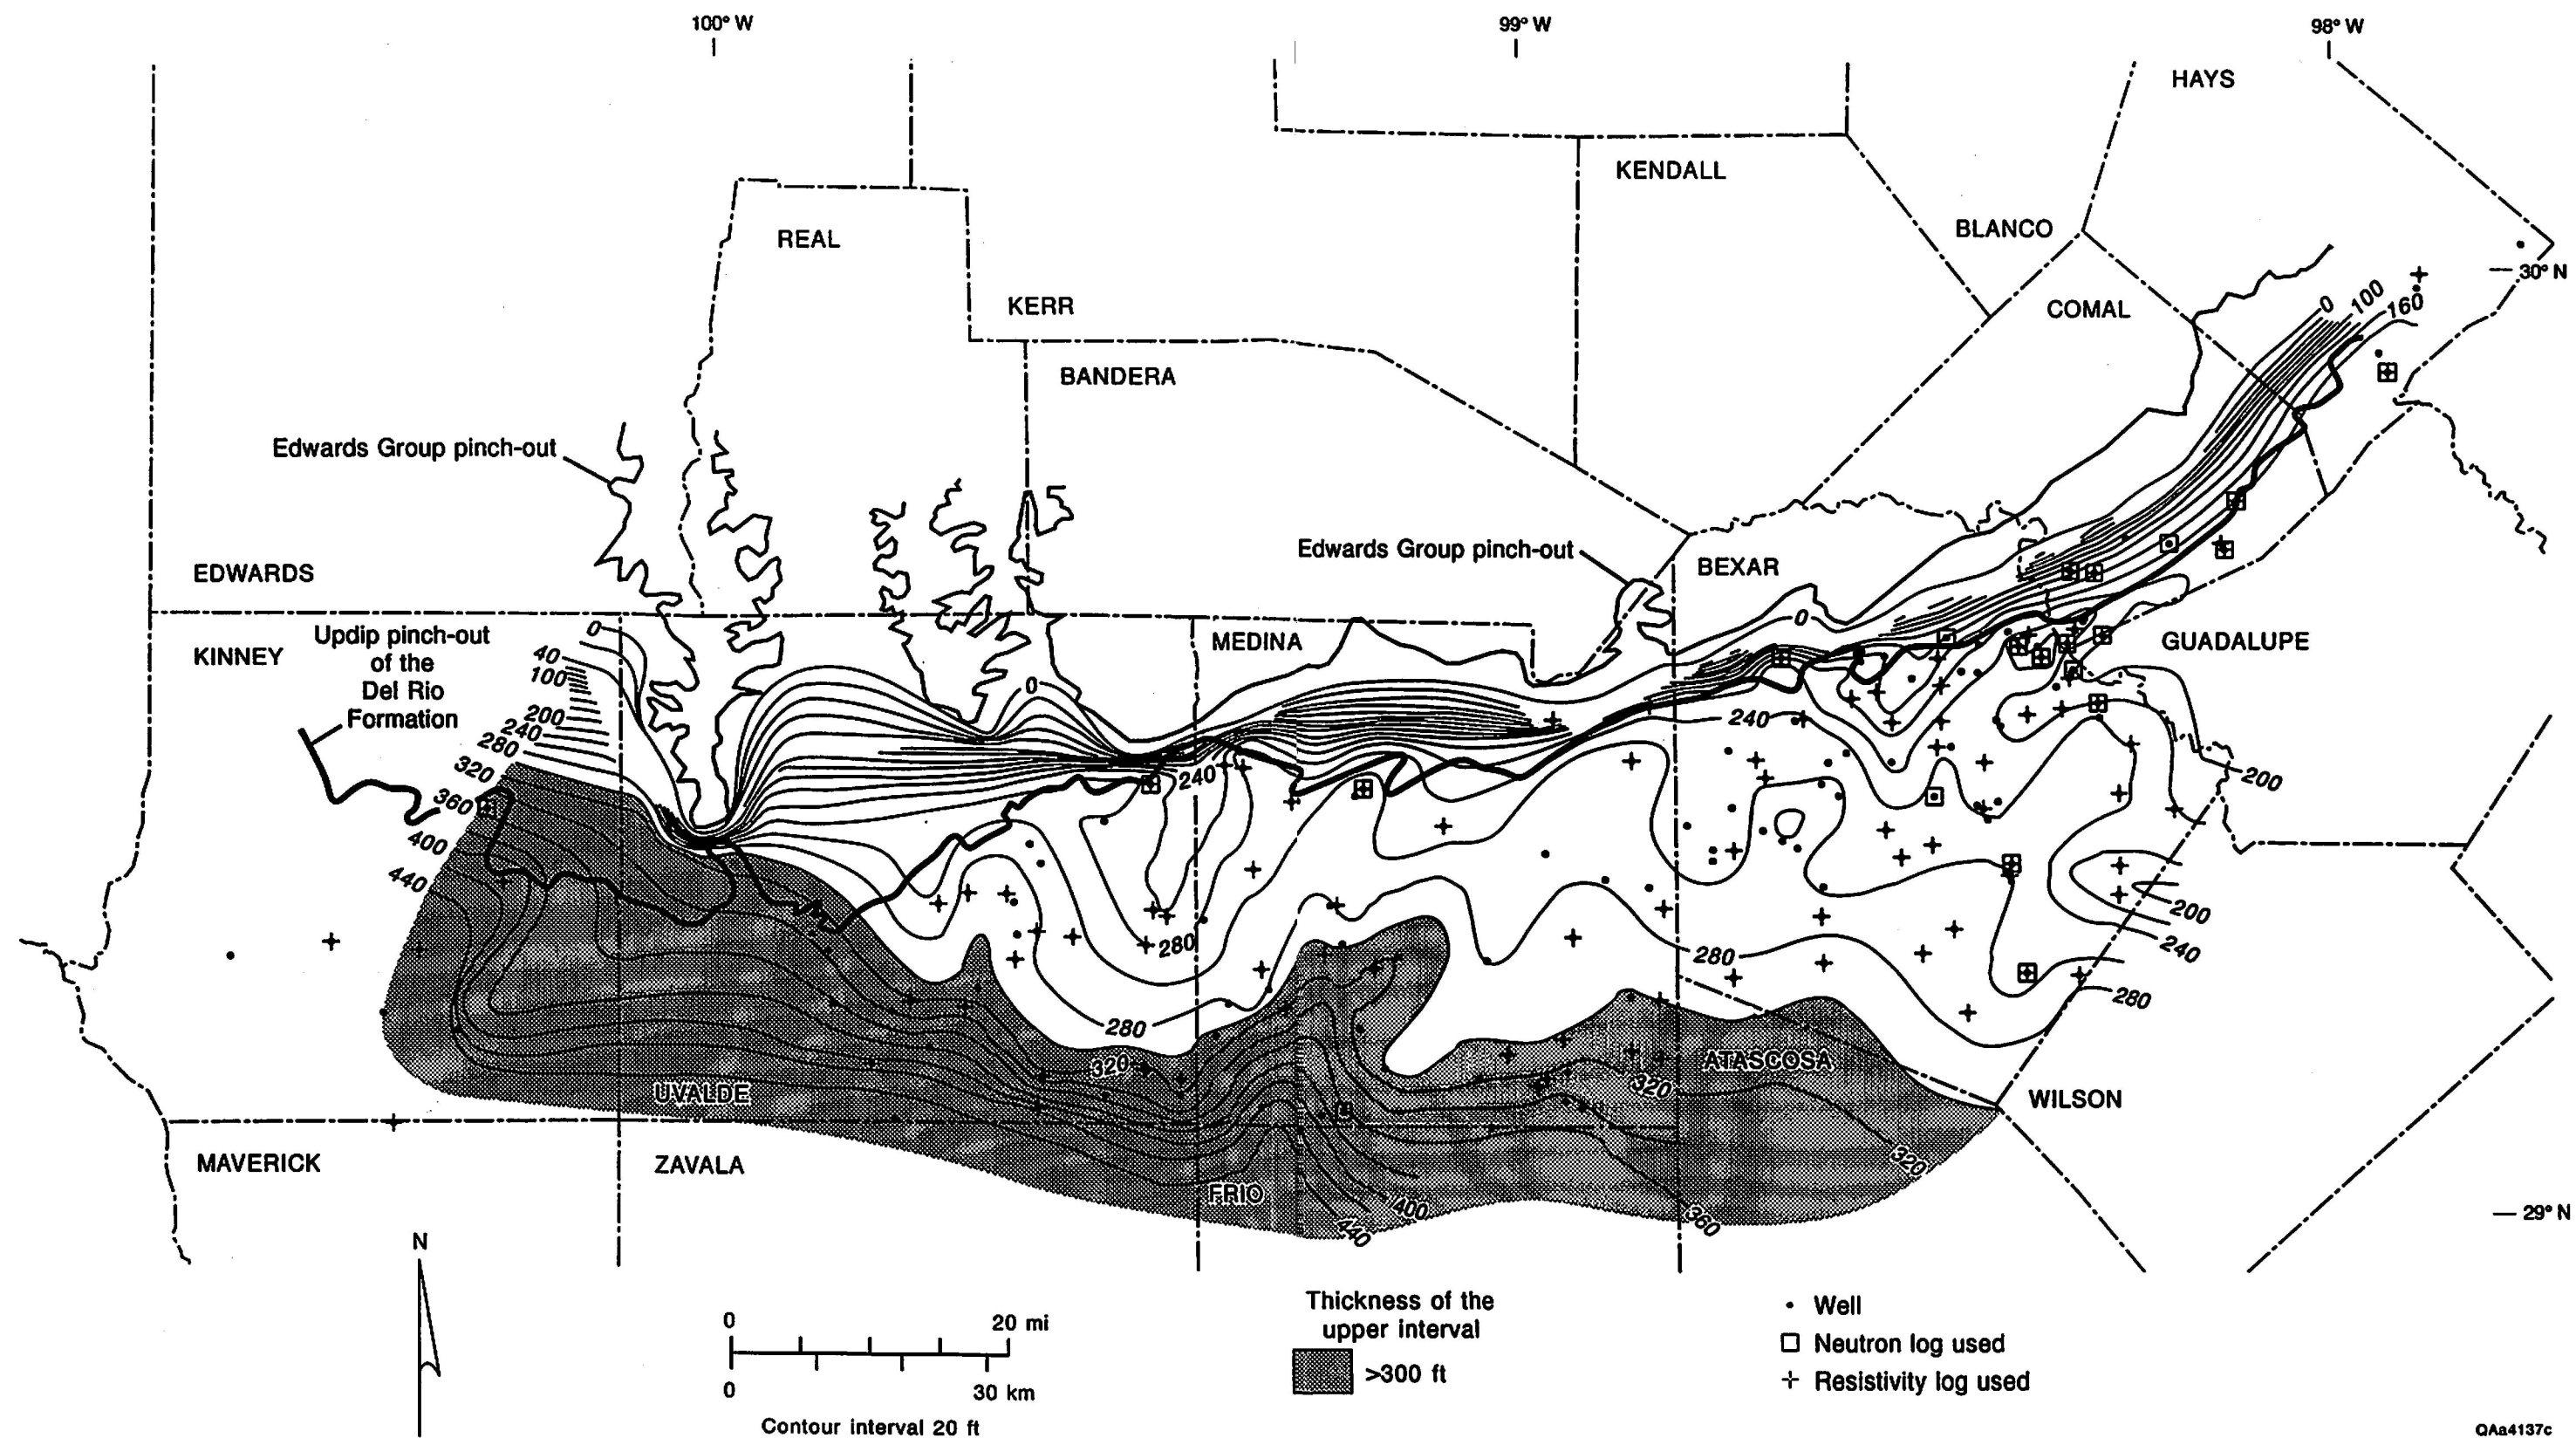 100° W
99° W
98° W
HAYS
KENDALL
BLANCO
REAL
30° N
KERR
COMAL
0
100
160
BANDERA
Edwards Group pinch-out
Edwards Group pinch-out
BEXAR
EDWARDS
0
0
Updip pinch-out
of the
Del Rio
Formation
KINNEY
MEDINA
GUADALUPE
40
100
0
200
240
280
240
320
240
200
360
400
440
200
280
240
280
280
280
320
320
ATASCOSA
UVALDE
WILSON
MAVERICK
ZAVALA
320
FRIO
400
440
360
29° N
N
0
20 mi
0
30 km
Contour interval 20 ft
Thickness of the
upper interval
>300 ft
Well
Neutron log used
Resistivity log used
QAa4137c